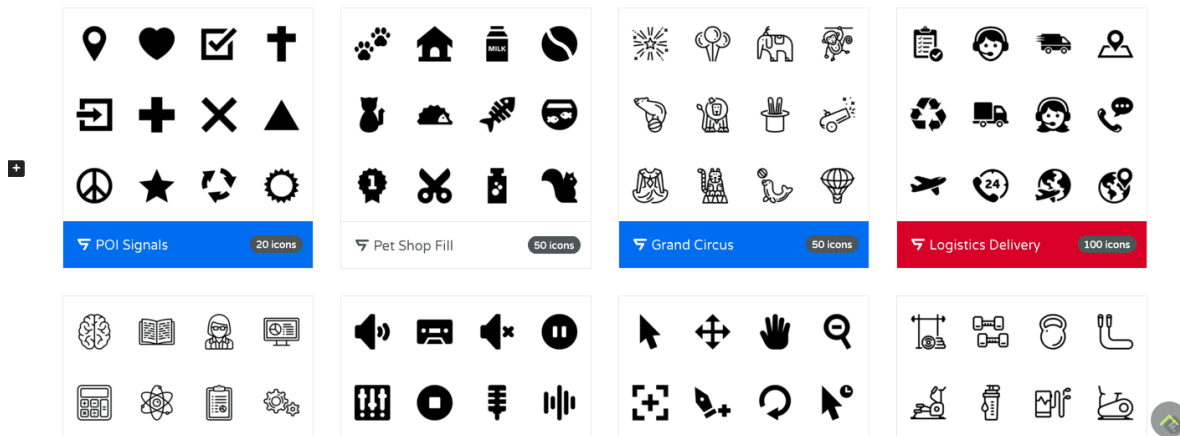 MILK
1
24
POI Signals 20 icons
Pet Shop Fill 50 icons
Grand Circus 50 icons
Logistics Delivery 100 icons